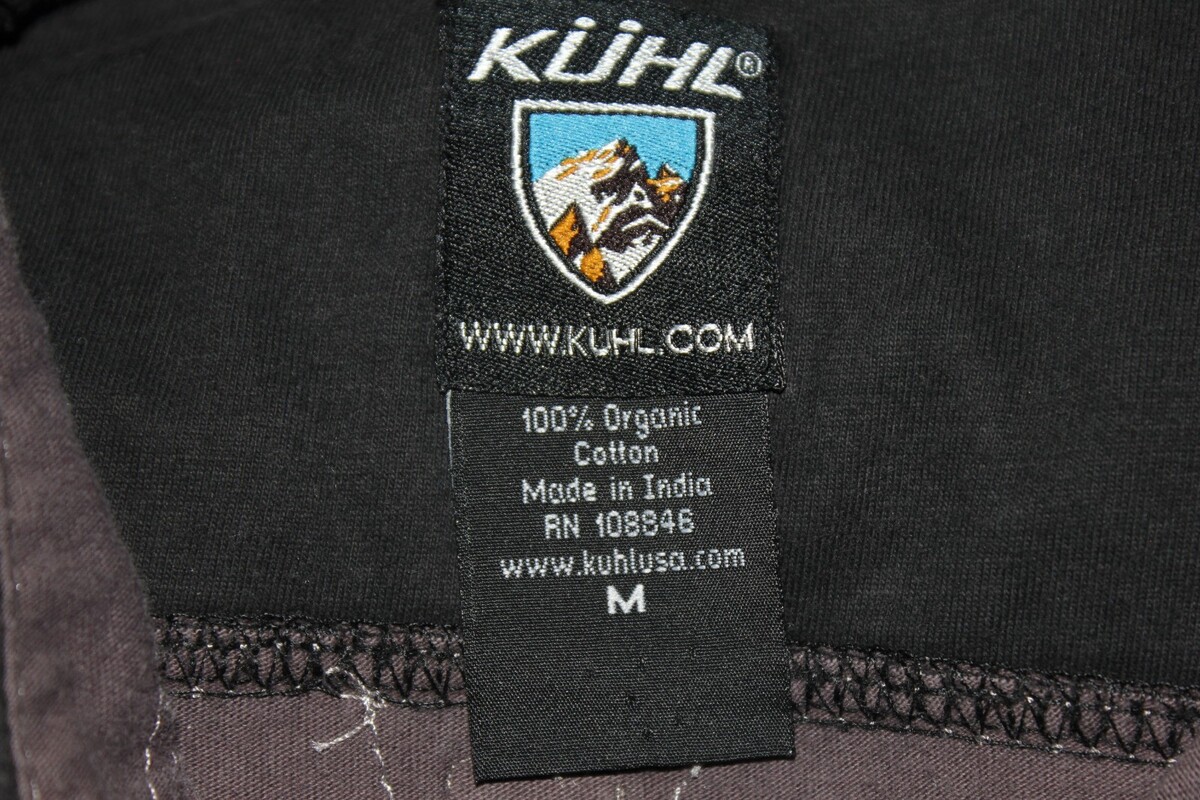 KÜHL®
WWW.KUHL.COM
100% Organic
Cotton
Made in India
RN 108846
www.kuhlusa.com
M